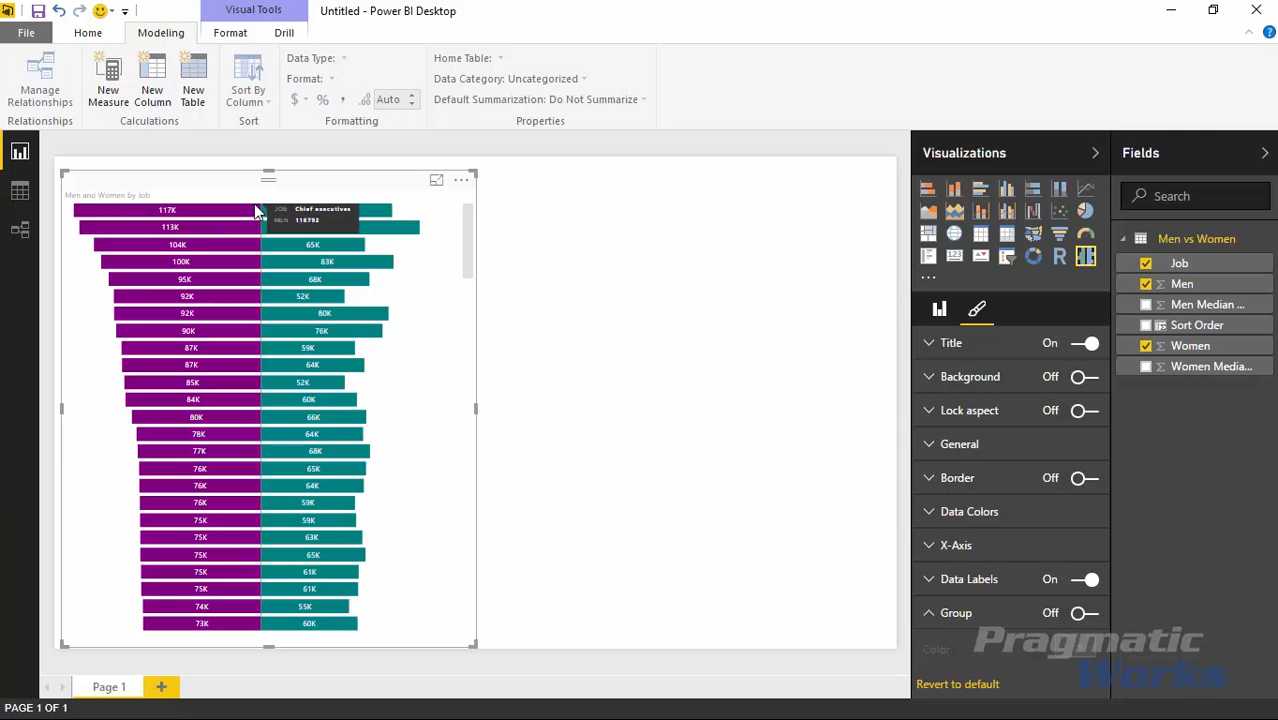 Visual Tools
Untitled - Power BI Desktop
File
Home
Modeling
Format
Drill
Manage Relationships
New Measure
New Column
New Table
Sort By Column
Data Type:
Format:
$ % , .00 Auto
Home Table:
Data Category: Uncategorized
Default Summarization: Do Not Summarize
Relationships
Calculations
Sort
Formatting
Properties
Men and Women by Job
117K
JOB Chief executives
MEN 116792
113K
104K 65K
100K 83K
95K 68K
92K 52K
92K 80K
90K 76K
87K 59K
87K 64K
85K 52K
84K 60K
80K 66K
78K 64K
77K 68K
76K 65K
76K 64K
76K 59K
75K 59K
75K 63K
75K 65K
75K 61K
75K 61K
74K 55K
73K 60K
Visualizations
R
123
Title On
Background Off
Lock aspect Off
General
Border Off
Data Colors
X-Axis
Data Labels On
Group Off
Color
Revert to default
Fields
Search
Men vs Women
Job
Men
Men Median ...
Sort Order
Women
Women Media...
Pragmatic
Works
Page 1
PAGE 1 OF 1